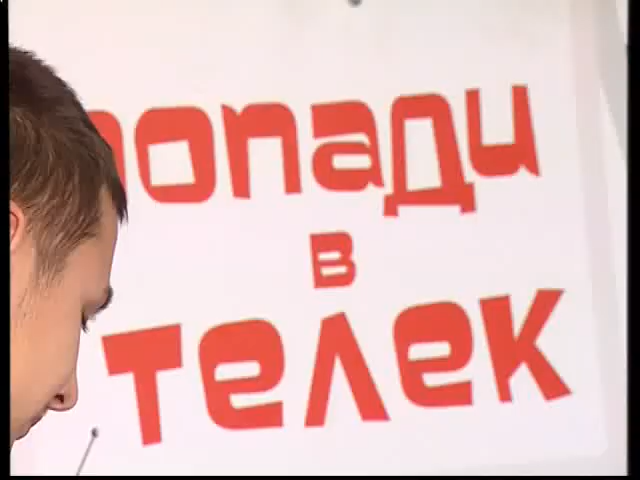 попади
в
телек